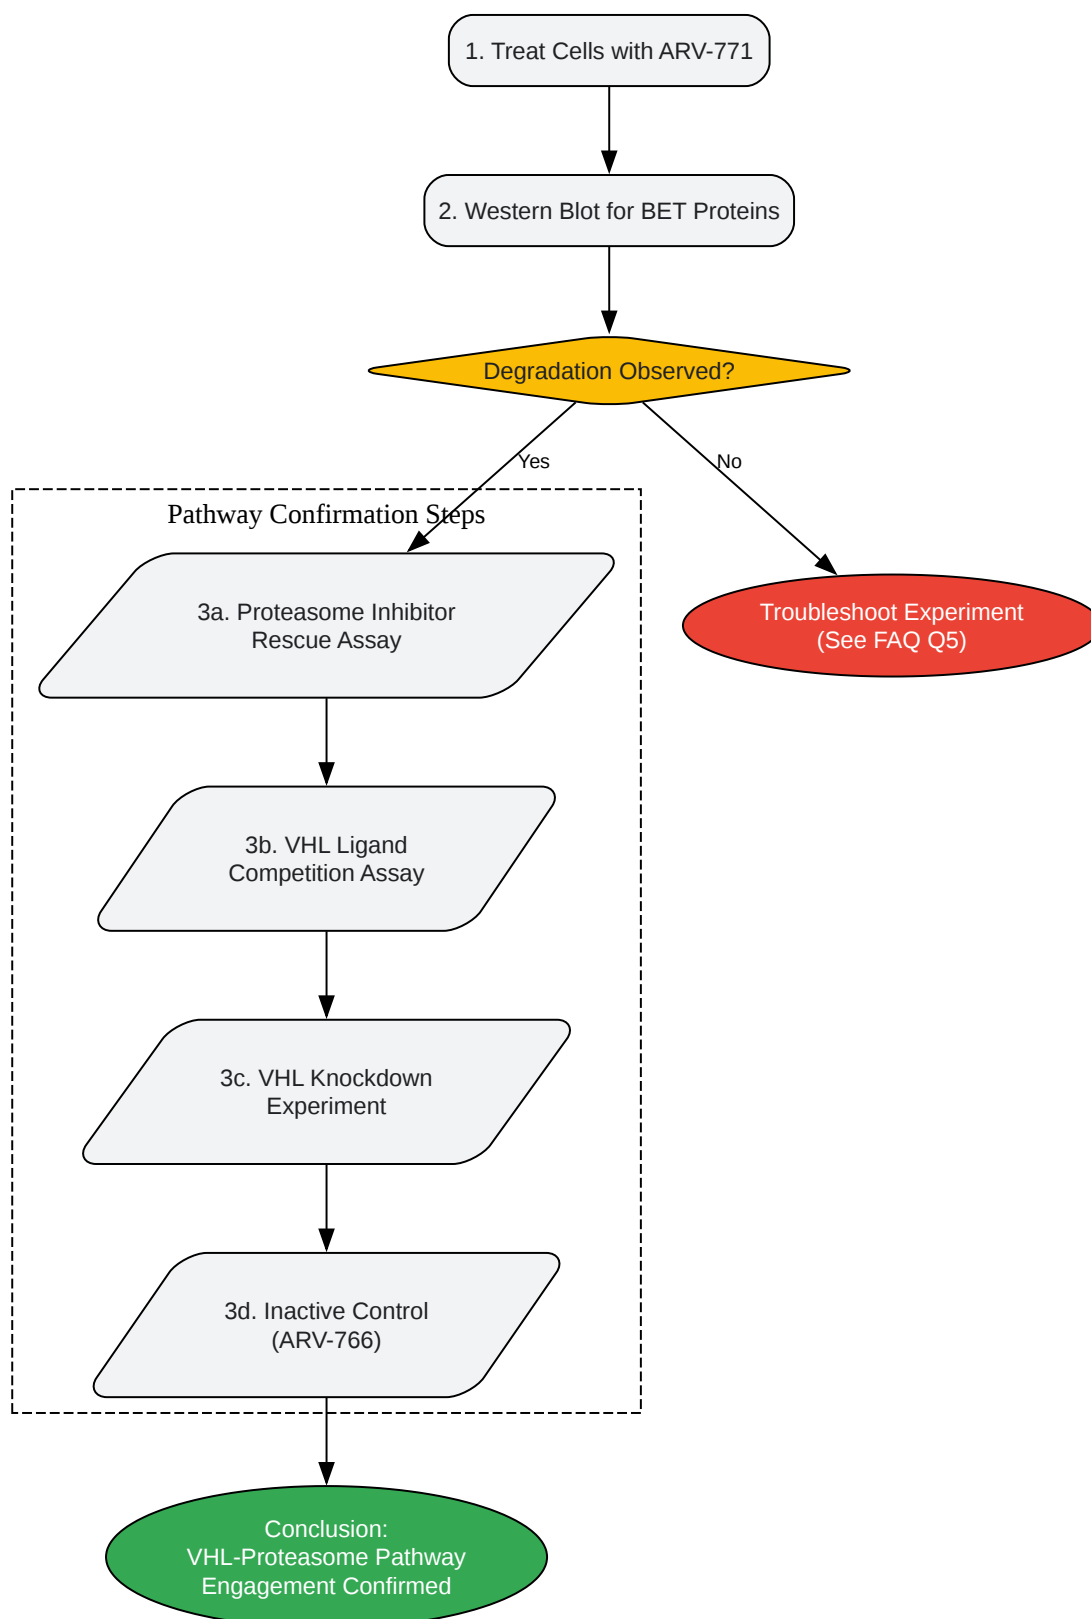 1. Treat Cells with ARV-771
2. Western Blot for BET Proteins
Degradation Observed?
Yes
No
Pathway Confirmation Steps
3a. Proteasome Inhibitor
Rescue Assay
Troubleshoot Experiment
(See FAQ Q5)
3b. VHL Ligand
Competition Assay
3c. VHL Knockdown
Experiment
3d. Inactive Control
(ARV-766)
Conclusion:
VHL-Proteasome Pathway
Engagement Confirmed